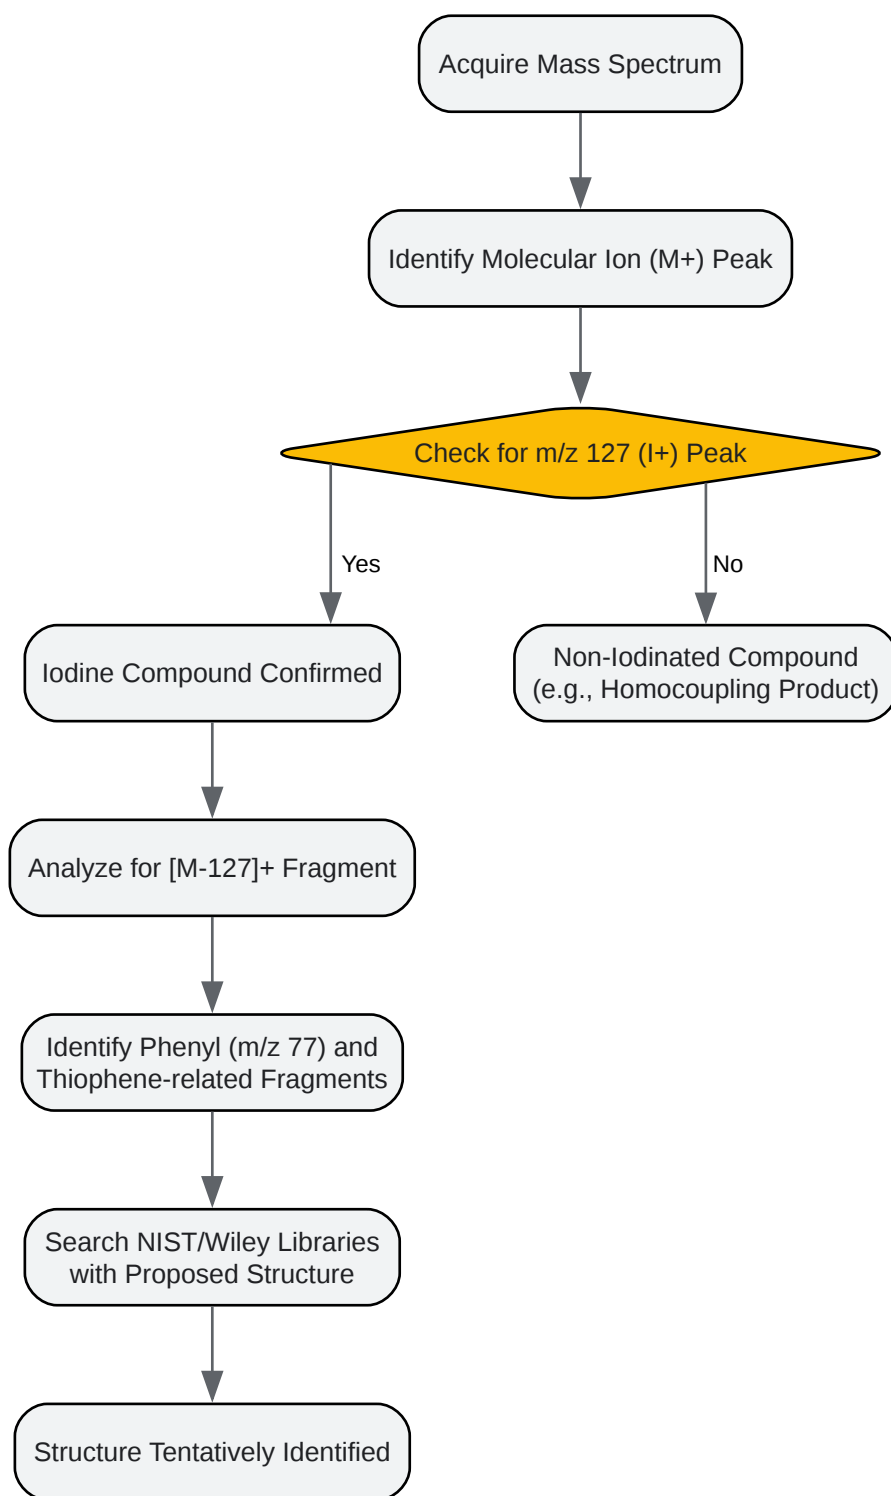 Acquire Mass Spectrum
Identify Molecular Ion (M+) Peak
Check for m/z 127 (I+) Peak
Yes
No
Iodine Compound Confirmed
Non-Iodinated Compound
(e.g., Homocoupling Product)
Analyze for [M-127]+ Fragment
Identify Phenyl (m/z 77) and
Thiophene-related Fragments
Search NIST/Wiley Libraries
with Proposed Structure
Structure Tentatively Identified